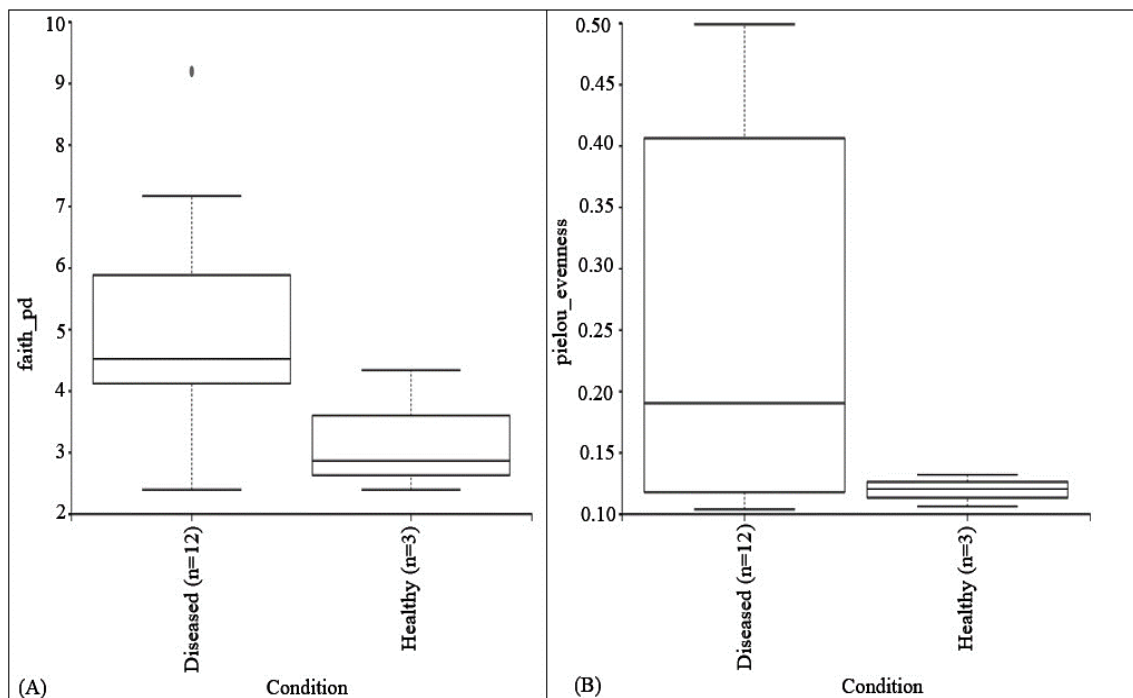 10
9
8
7
6
5
4
3
2
faith_pd
Diseased (n=12)
Healthy (n=3)
(A)
Condition
0.50
0.45
0.40
0.35
0.30
0.25
0.20
0.15
0.10
pielou_evenness
Diseased (n=12)
Healthy (n=3)
(B)
Condition